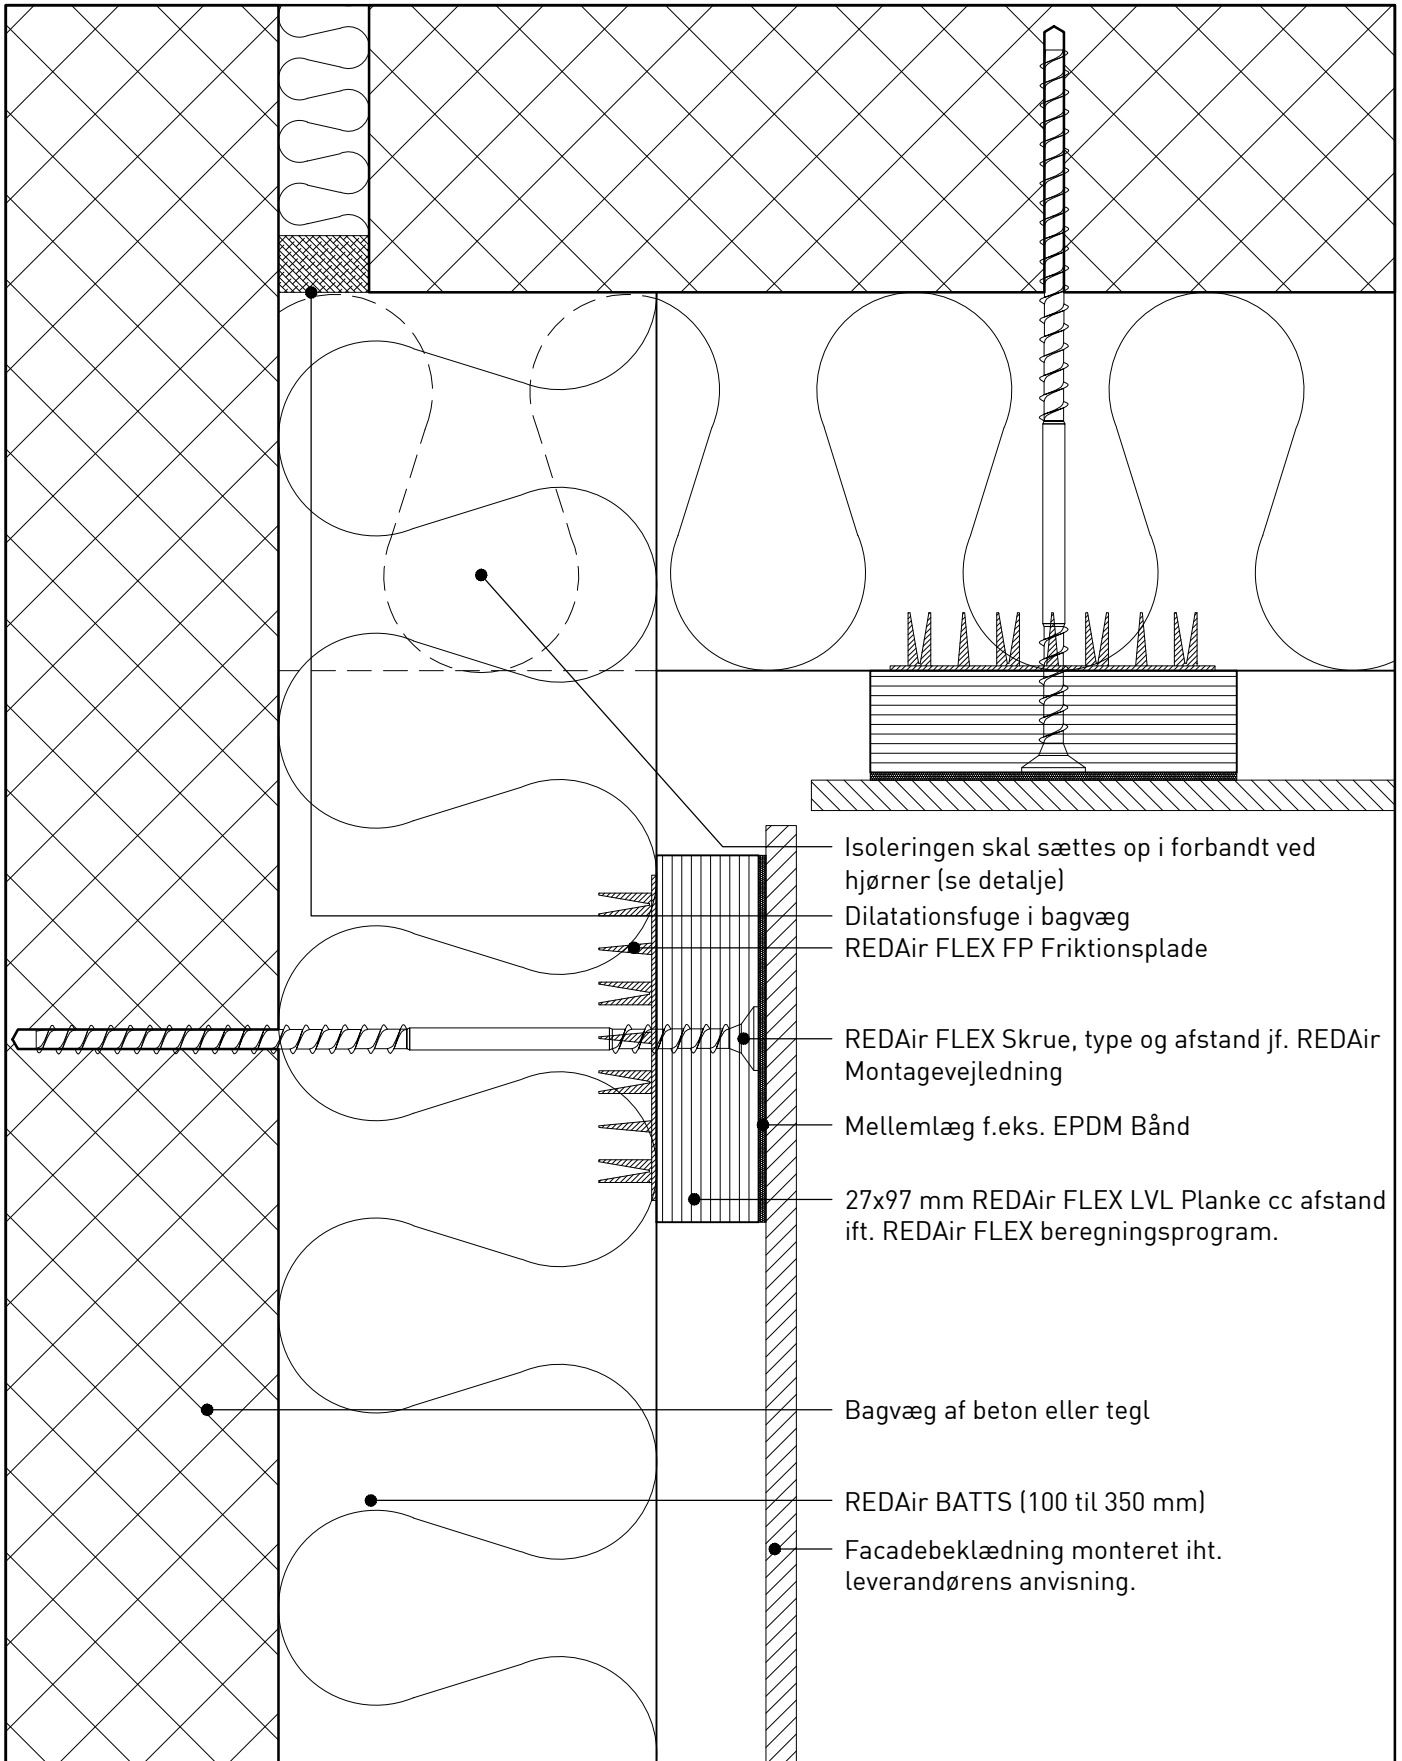 Isoleringen skal sættes op i forbandt ved
hjørner (se detalje)
Dilatationsfuge i bagvæg
REDAir FLEX FP Friktionsplade
REDAir FLEX Skrue, type og afstand jf. REDAir
Montagevejledning
Mellemlæg f.eks. EPDM Bånd
27x97 mm REDAir FLEX LVL Planke cc afstand
ift. REDAir FLEX beregningsprogram.
Bagvæg af beton eller tegl
REDAir BATTS (100 til 350 mm)
Facadebeklædning monteret iht.
leverandørens anvisning.